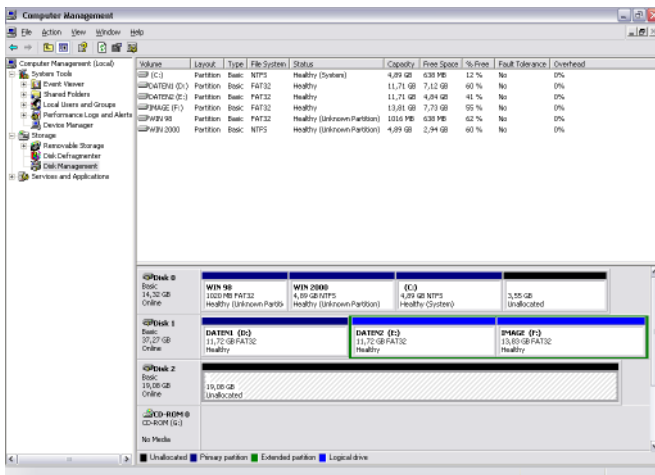 Computer Management
File Action View Window Help
Computer Management (Local)
System Tools
Event Viewer
Shared Folders
Local Users and Groups
Performance Logs and Alerts
Device Manager
Storage
Removable Storage
Disk Defragmenter
Disk Management
Services and Applications
Volume Layout Type File System Status Capacity Free Space % Free Fault Tolerance Overhead
(C:) Partition Basic NTFS Healthy (System) 4,89 GB 638 MB 12 % No 0%
DATEN1 (D:) Partition Basic FAT32 Healthy 11,71 GB 7,12 GB 60 % No 0%
DATEN2 (E:) Partition Basic FAT32 Healthy 11,71 GB 4,84 GB 41 % No 0%
IMAGE (F:) Partition Basic FAT32 Healthy 13,81 GB 7,73 GB 55 % No 0%
WIN 98 Partition Basic FAT32 Healthy (Unknown Partition) 1016 MB 638 MB 62 % No 0%
WIN 2000 Partition Basic NTFS Healthy (Unknown Partition) 4,89 GB 2,94 GB 60 % No 0%
Disk 0
Basic
14,32 GB
Online
WIN 98
1020 MB FAT32
Healthy (Unknown Partiti
WIN 2000
4,89 GB NTFS
Healthy (Unknown Partition)
(C:)
4,89 GB NTFS
Healthy (System)
3,55 GB
Unallocated
Disk 1
Basic
37,27 GB
Online
DATEN1 (D:)
11,72 GB FAT32
Healthy
DATEN2 (E:)
11,72 GB FAT32
Healthy
IMAGE (F:)
13,83 GB FAT32
Healthy
Disk 2
Basic
19,08 GB
Online
19,08 GB
Unallocated
CD-ROM 0
CD-ROM (G:)
No Media
Unallocated Primary partition Extended partition Logical drive